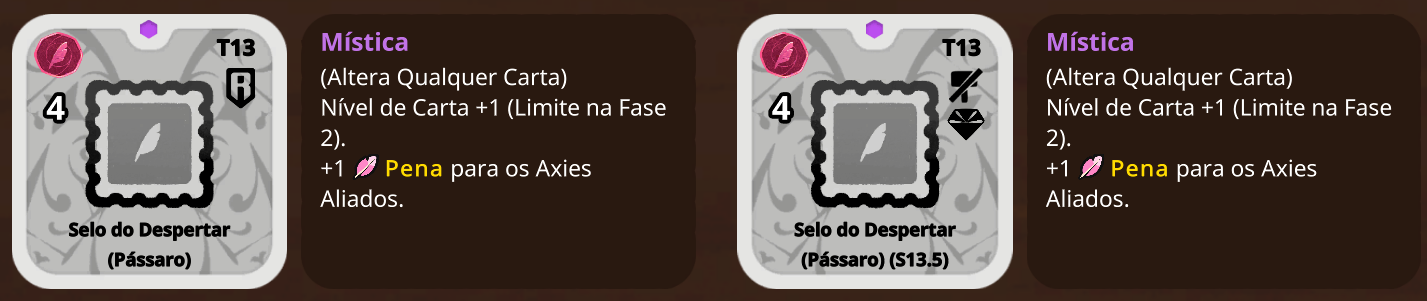 T13
4
Selo do Despertar
(Pássaro)
Mística
(Altera Qualquer Carta)
Nível de Carta +1 (Limite na Fase
2).
+1 Pena para os Axies
Aliados.
T13
4
Selo do Despertar
(Pássaro) (S13.5)
Mística
(Altera Qualquer Carta)
Nível de Carta +1 (Limite na Fase
2).
+1 Pena para os Axies
Aliados.